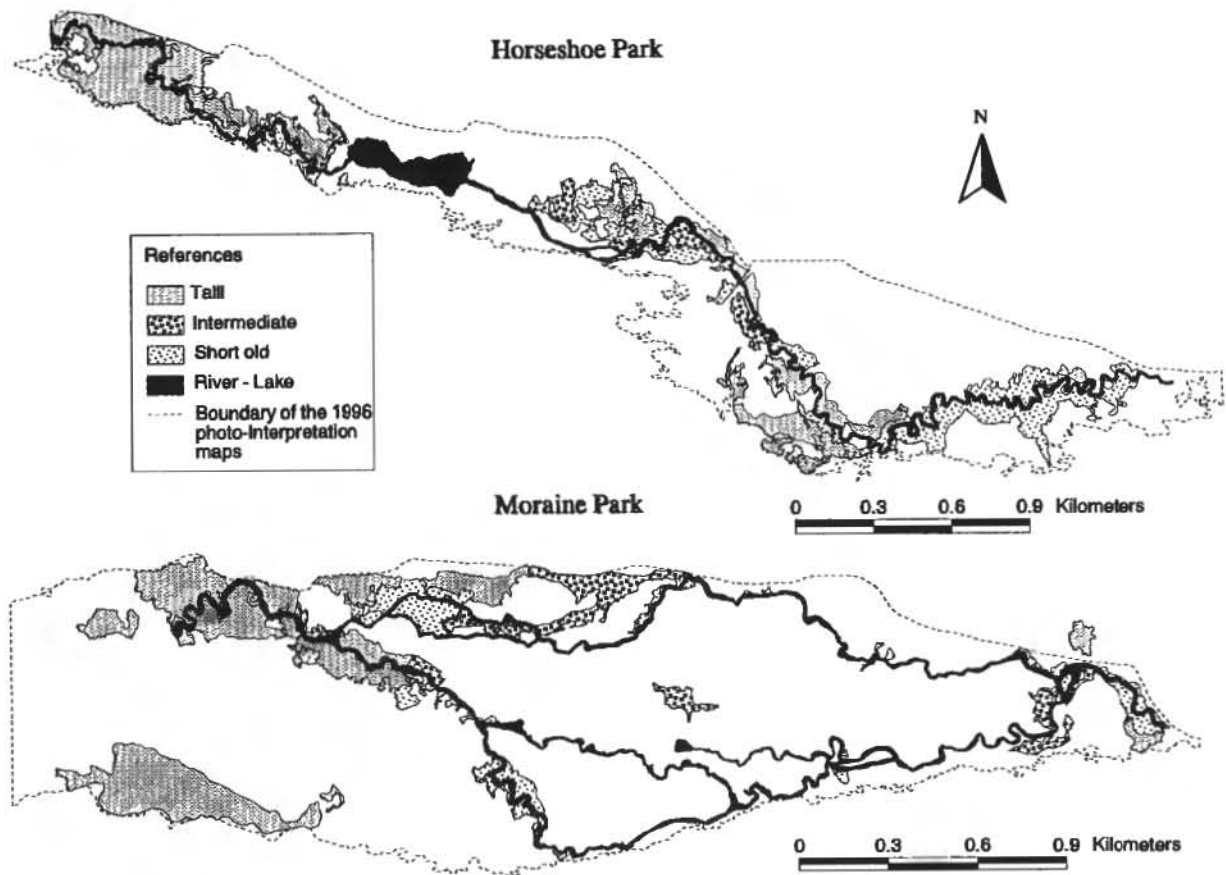 Horseshoe Park
N
References
Talll
Intermediate
Short old
River - Lake
Boundary of the 1996
photo-Interpretation
maps
0 0.3 0.6 0.9 Kilometers
Moraine Park
0 0.3 0.6 0.9 Kilometers